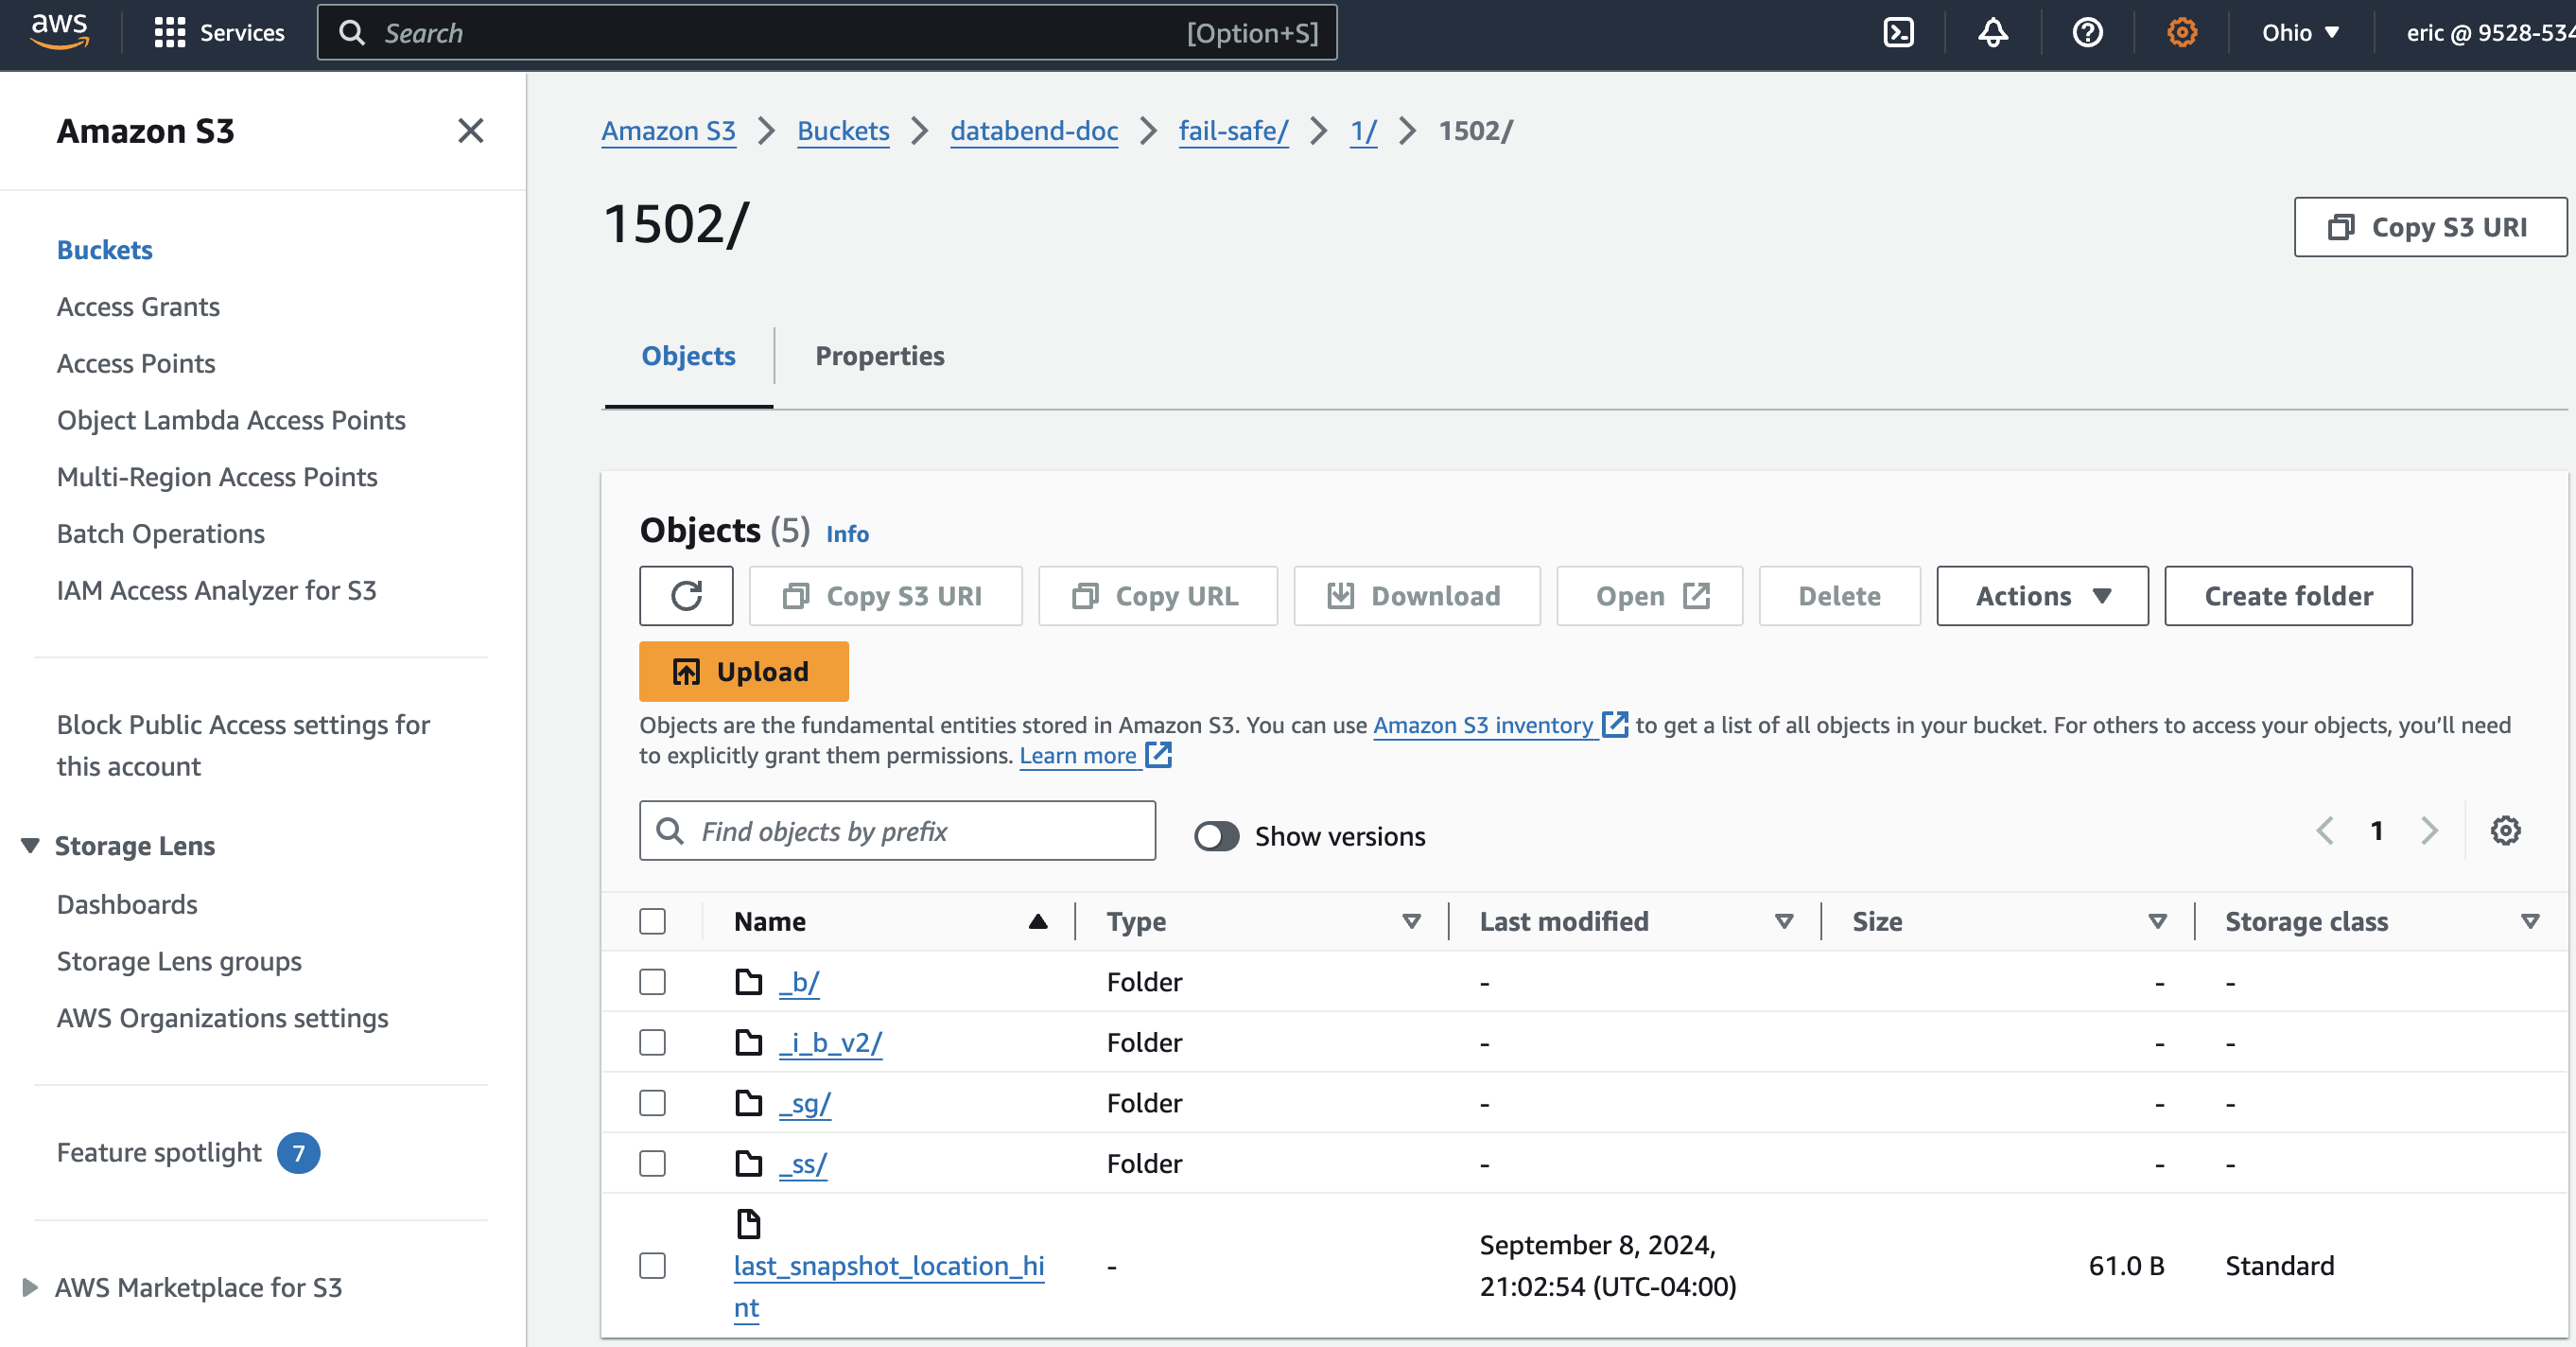 aws
Services
Search
[Option+S]
Ohio
eric @ 9528-534
Amazon S3
Buckets
Access Grants
Access Points
Object Lambda Access Points
Multi-Region Access Points
Batch Operations
IAM Access Analyzer for S3
Block Public Access settings for
this account
Storage Lens
Dashboards
Storage Lens groups
AWS Organizations settings
Feature spotlight 7
AWS Marketplace for S3
Amazon S3 Buckets databend-doc fail-safe/ 1/ 1502/
1502/
Copy S3 URI
Objects Properties
Objects (5) Info
Copy S3 URI Copy URL Download Open Delete Actions Create folder
Upload
Objects are the fundamental entities stored in Amazon S3. You can use Amazon S3 inventory to get a list of all objects in your bucket. For others to access your objects, you’ll need
to explicitly grant them permissions. Learn more
Find objects by prefix
Show versions
1
Name Type Last modified Size Storage class
_b/ Folder - - -
_i_b_v2/ Folder - - -
_sg/ Folder - - -
_ss/ Folder - - -
last_snapshot_location_hi
nt
-
September 8, 2024,
21:02:54 (UTC-04:00)
61.0 B
Standard